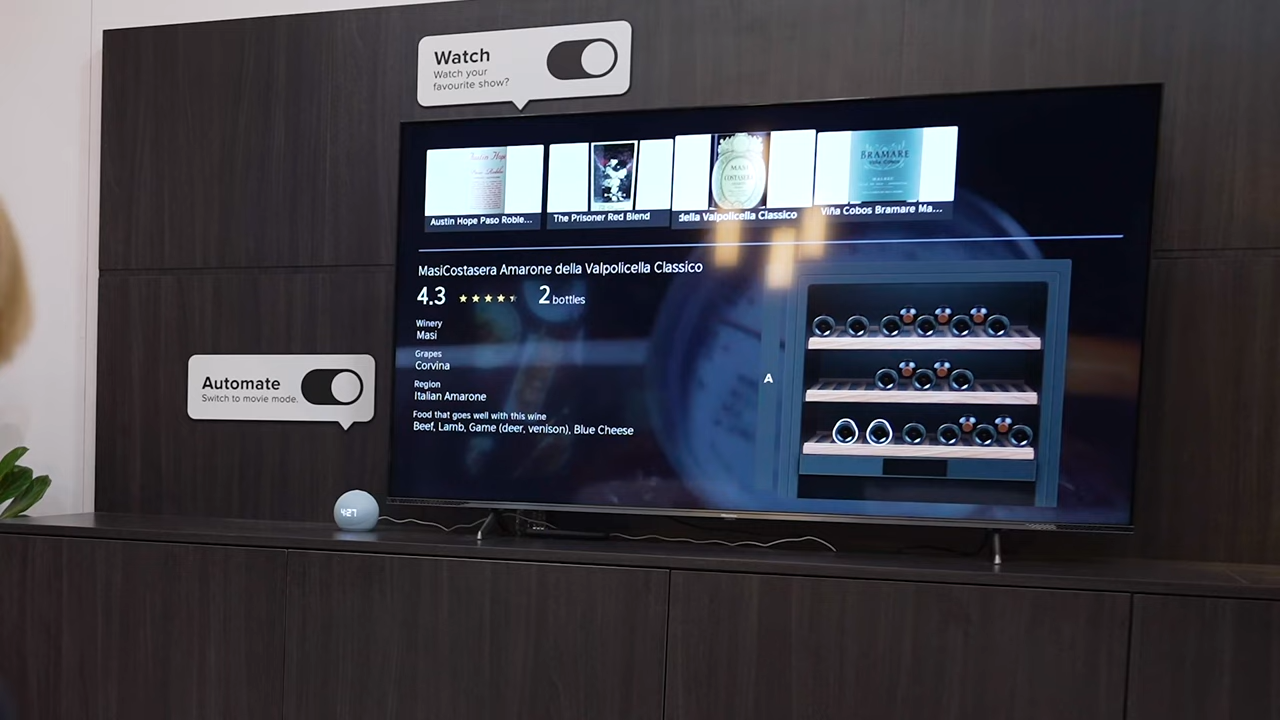 Watch
Watch your
favourite show?
MASI
COSTASERA
BRAMARE
Austin Hope Paso Roble...
The Prisoner Red Blend
della Valpolicella Classico
Viña Cobos Bramare Ma...
MasiCostasera Amarone della Valpolicella Classico
4.3
2 bottles
Winery
Masi
Grapes
Corvina
Region
Italian Amarone
Food that goes well with this wine
Beef, Lamb, Game (deer, venison), Blue Cheese
A
Automate
Switch to movie mode.
4:27